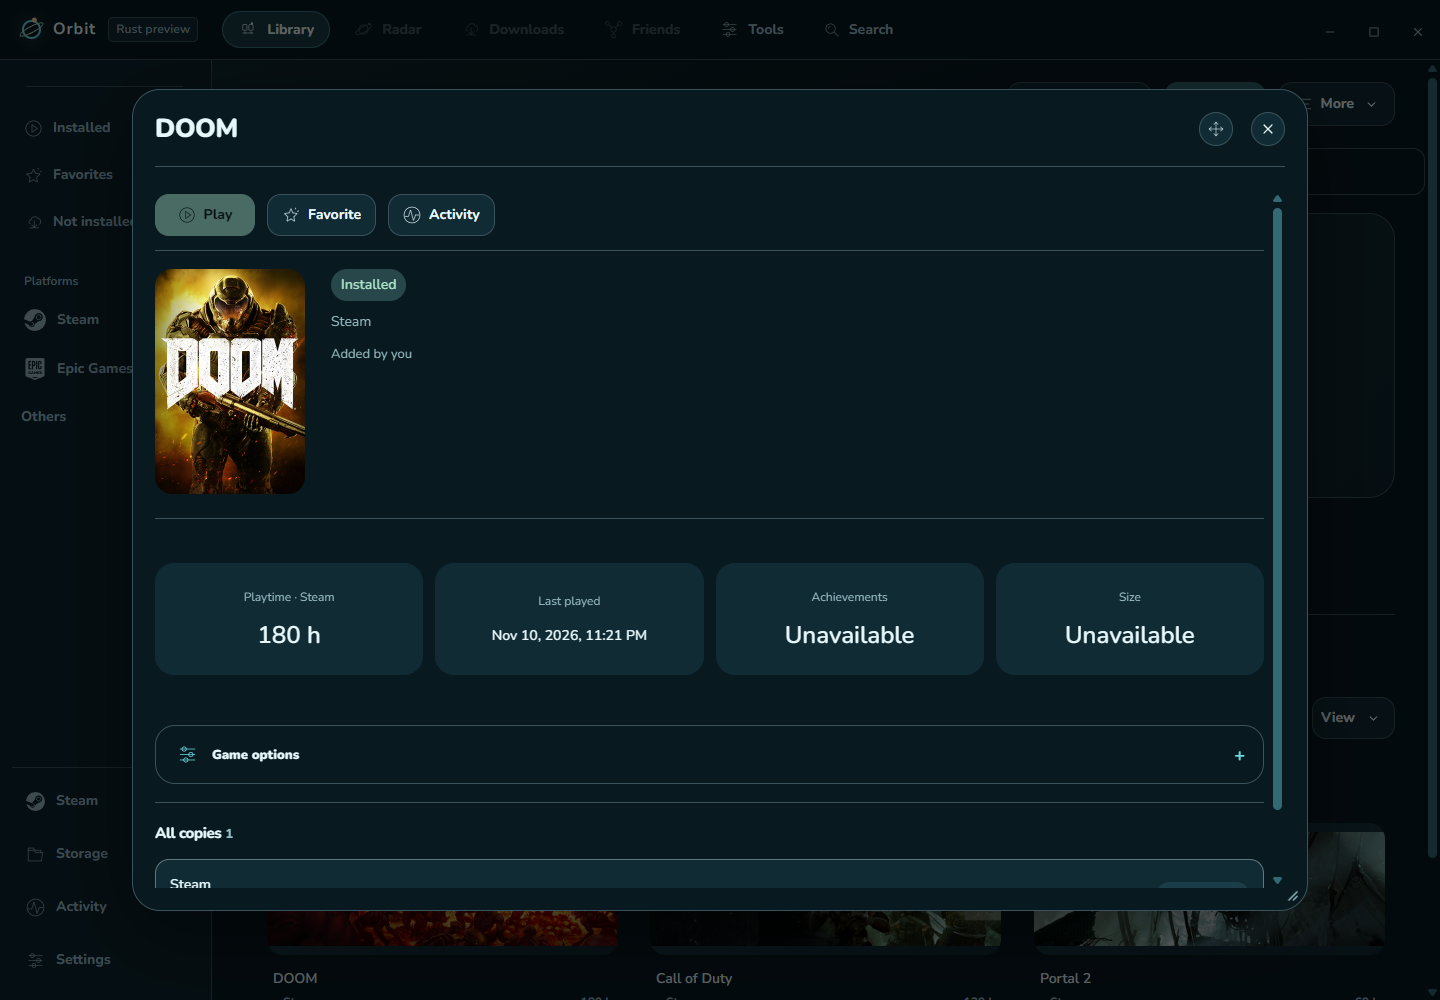 Orbit
Rust preview
Library
Radar
Downloads
Friends
Tools
Search
Installed
Favorites
Not installed
Platforms
Steam
EPIC
Epic Games
Others
Steam
Storage
Activity
Settings
More
DOOM
Play
Favorite
Activity
DOOM
Installed
Steam
Added by you
Playtime · Steam
180 h
Last played
Nov 10, 2026, 11:21 PM
Achievements
Unavailable
Size
Unavailable
Game options
All copies 1
Steam
View
DOOM
Call of Duty
Portal 2